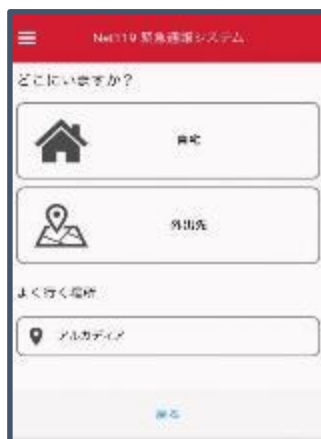 Net119 緊急通報システム
どこにいますか？
自宅
外出先
よく行く場所
アルカディア
戻る